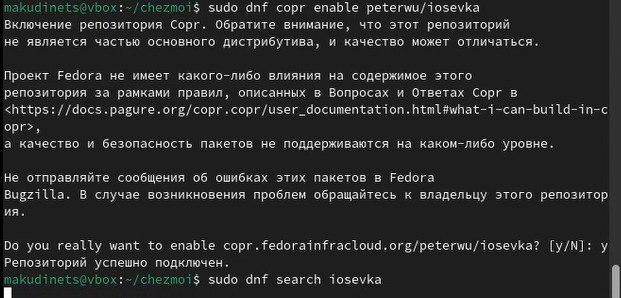 makudinets@vbox:~/chezmoi$ sudo dnf copr enable peterwu/iosevka
Включение репозитория Copr. Обратите внимание, что этот репозиторий
не является частью основного дистрибутива, и качество может отличаться.

Проект Fedora не имеет какого-либо влияния на содержимое этого
репозитория за рамками правил, описанных в Вопросах и Ответах Copr в
<https://docs.pagure.org/copr.copr/user_documentation.html#what-i-can-build-in-c
opr>,
а качество и безопасность пакетов не поддерживаются на каком-либо уровне.

Не отправляйте сообщения об ошибках этих пакетов в Fedora
Bugzilla. В случае возникновения проблем обращайтесь к владельцу этого репозитор
ия.

Do you really want to enable copr.fedorainfracloud.org/peterwu/iosevka? [y/N]: y
Репозиторий успешно подключен.
makudinets@vbox:~/chezmoi$ sudo dnf search iosevka